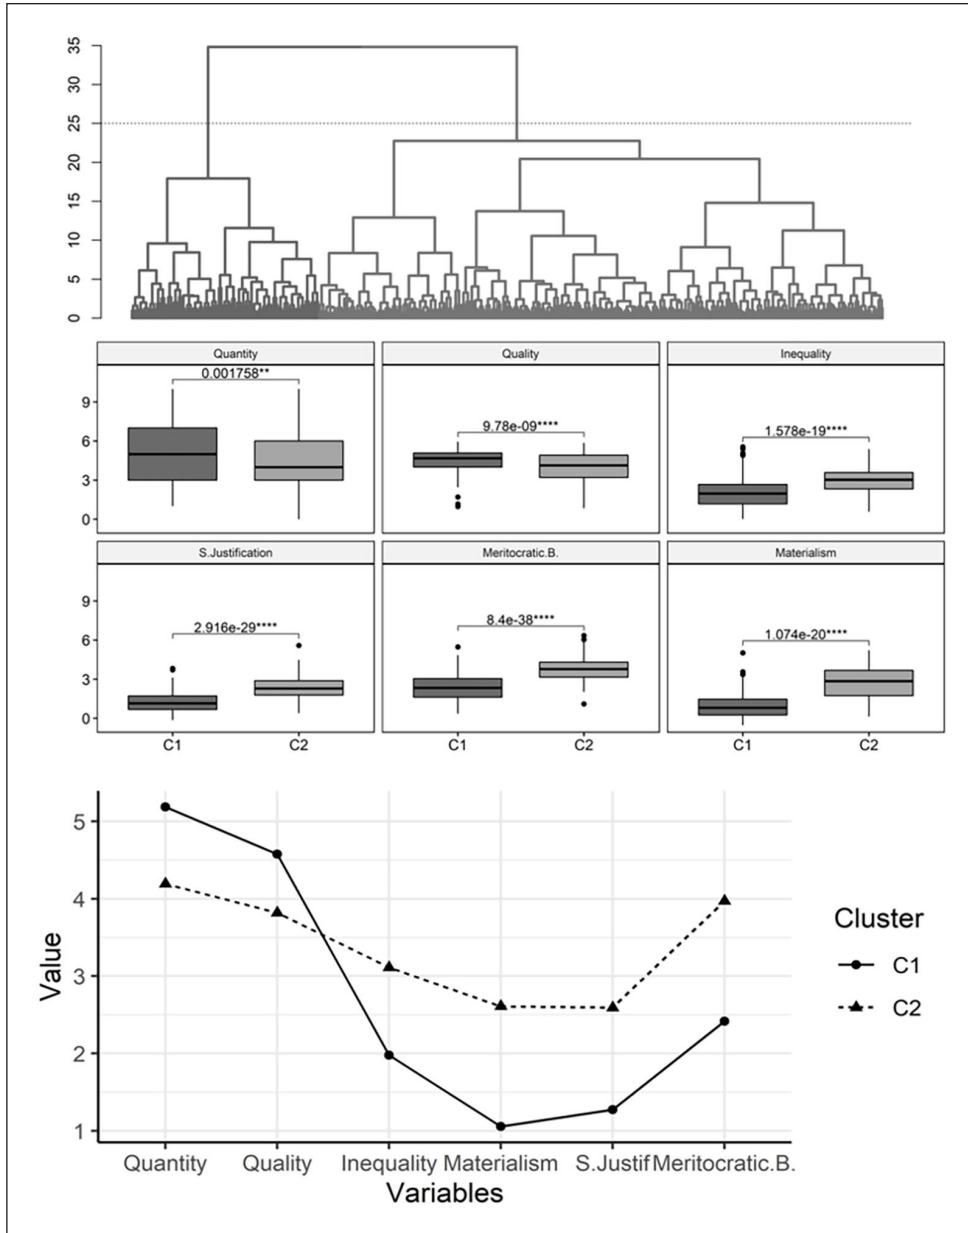 35
30
25
20
15
10
5
0
Quantity Quality Inequality
0.001758**
9.78e-09****
1.578e-19****
9
6
3
0
S.Justification Meritocratic.B. Materialism
2.916e-29****
8.4e-38****
1.074e-20****
9
6
3
0
C1 C2 C1 C2 C1 C2
5
4
3
2
1
Value
Quantity Quality Inequality Materialism S.Justif Meritocratic.B.
Variables
Cluster
C1
C2